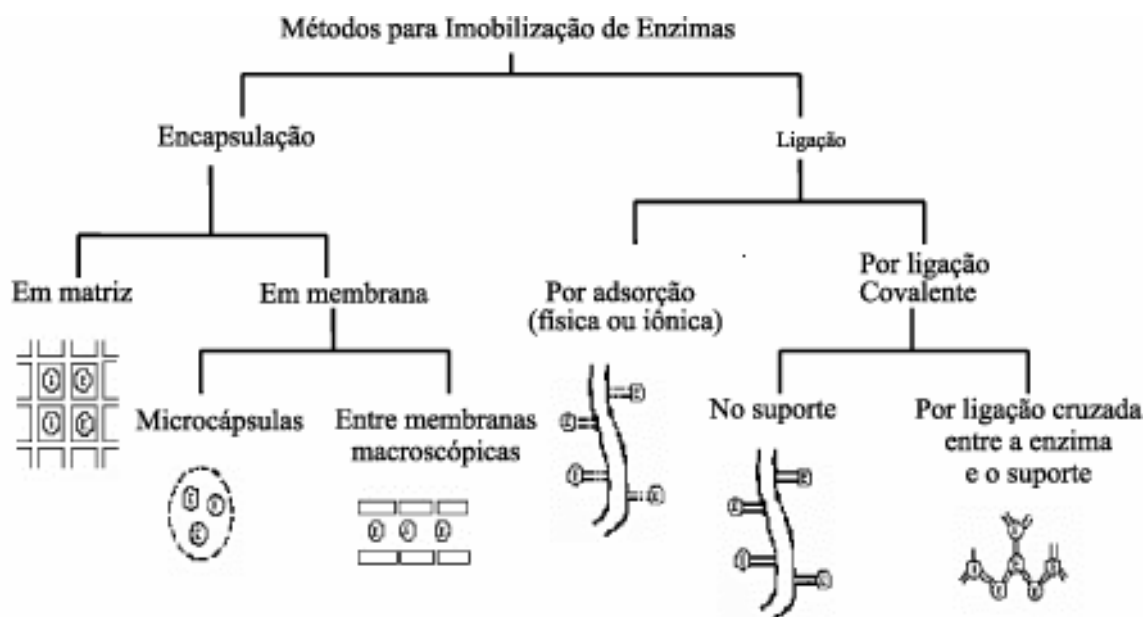 Métodos para Imobilização de Enzimas
Encapsulação
Ligação
Em matriz
Em membrana
Por adsorção
(física ou iônica)
Por ligação
Covalente
Microcápsulas
Entre membranas
macroscópicas
No suporte
Por ligação cruzada
entre a enzima
e o suporte